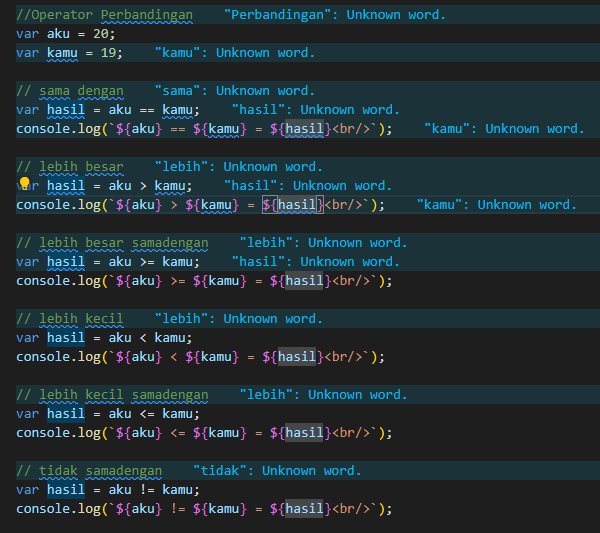 //Operator Perbandingan    "Perbandingan": Unknown word.
var aku = 20;
var kamu = 19;    "kamu": Unknown word.
// sama dengan    "sama": Unknown word.
var hasil = aku == kamu;    "hasil": Unknown word.
console.log(`${aku} == ${kamu} = ${hasil}<br/>`);    "kamu": Unknown word.
// lebih besar    "lebih": Unknown word.
var hasil = aku > kamu;    "hasil": Unknown word.
console.log(`${aku} > ${kamu} = ${hasil}<br/>`);    "kamu": Unknown word.
// lebih besar samadengan    "lebih": Unknown word.
var hasil = aku >= kamu;    "hasil": Unknown word.
console.log(`${aku} >= ${kamu} = ${hasil}<br/>`);
// lebih kecil    "lebih": Unknown word.
var hasil = aku < kamu;
console.log(`${aku} < ${kamu} = ${hasil}<br/>`);
// lebih kecil samadengan    "lebih": Unknown word.
var hasil = aku <= kamu;
console.log(`${aku} <= ${kamu} = ${hasil}<br/>`);
// tidak samadengan    "tidak": Unknown word.
var hasil = aku != kamu;
console.log(`${aku} != ${kamu} = ${hasil}<br/>`);